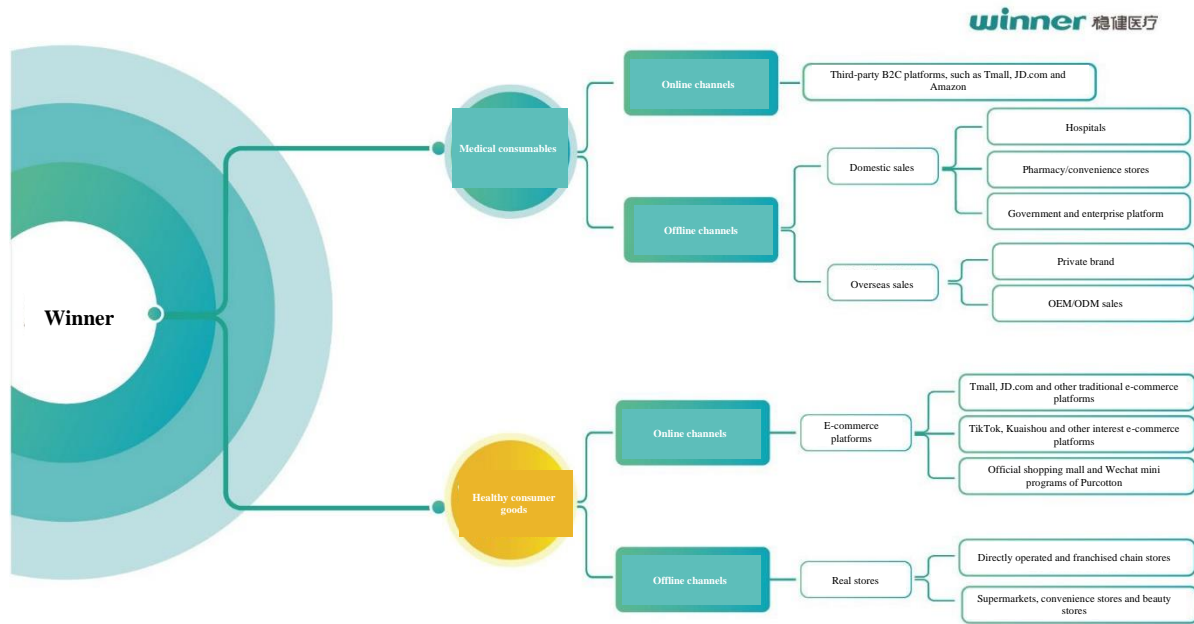 winner 稳健医疗
Online channels
Third-party B2C platforms, such as Tmall, JD.com and
Amazon
Hospitals
Medical consumables
Domestic sales
Pharmacy/convenience stores
Government and enterprise platform
Offline channels
Private brand
Overseas sales
OEM/ODM sales
Winner
Tmall, JD.com and other traditional e-commerce
platforms
Online channels
E-commerce
platforms
TikTok, Kuaishou and other interest e-commerce
platforms
Official shopping mall and Wechat mini
programs of Purcotton
Healthy consumer
goods
Directly operated and franchised chain stores
Offline channels
Real stores
Supermarkets, convenience stores and beauty
stores